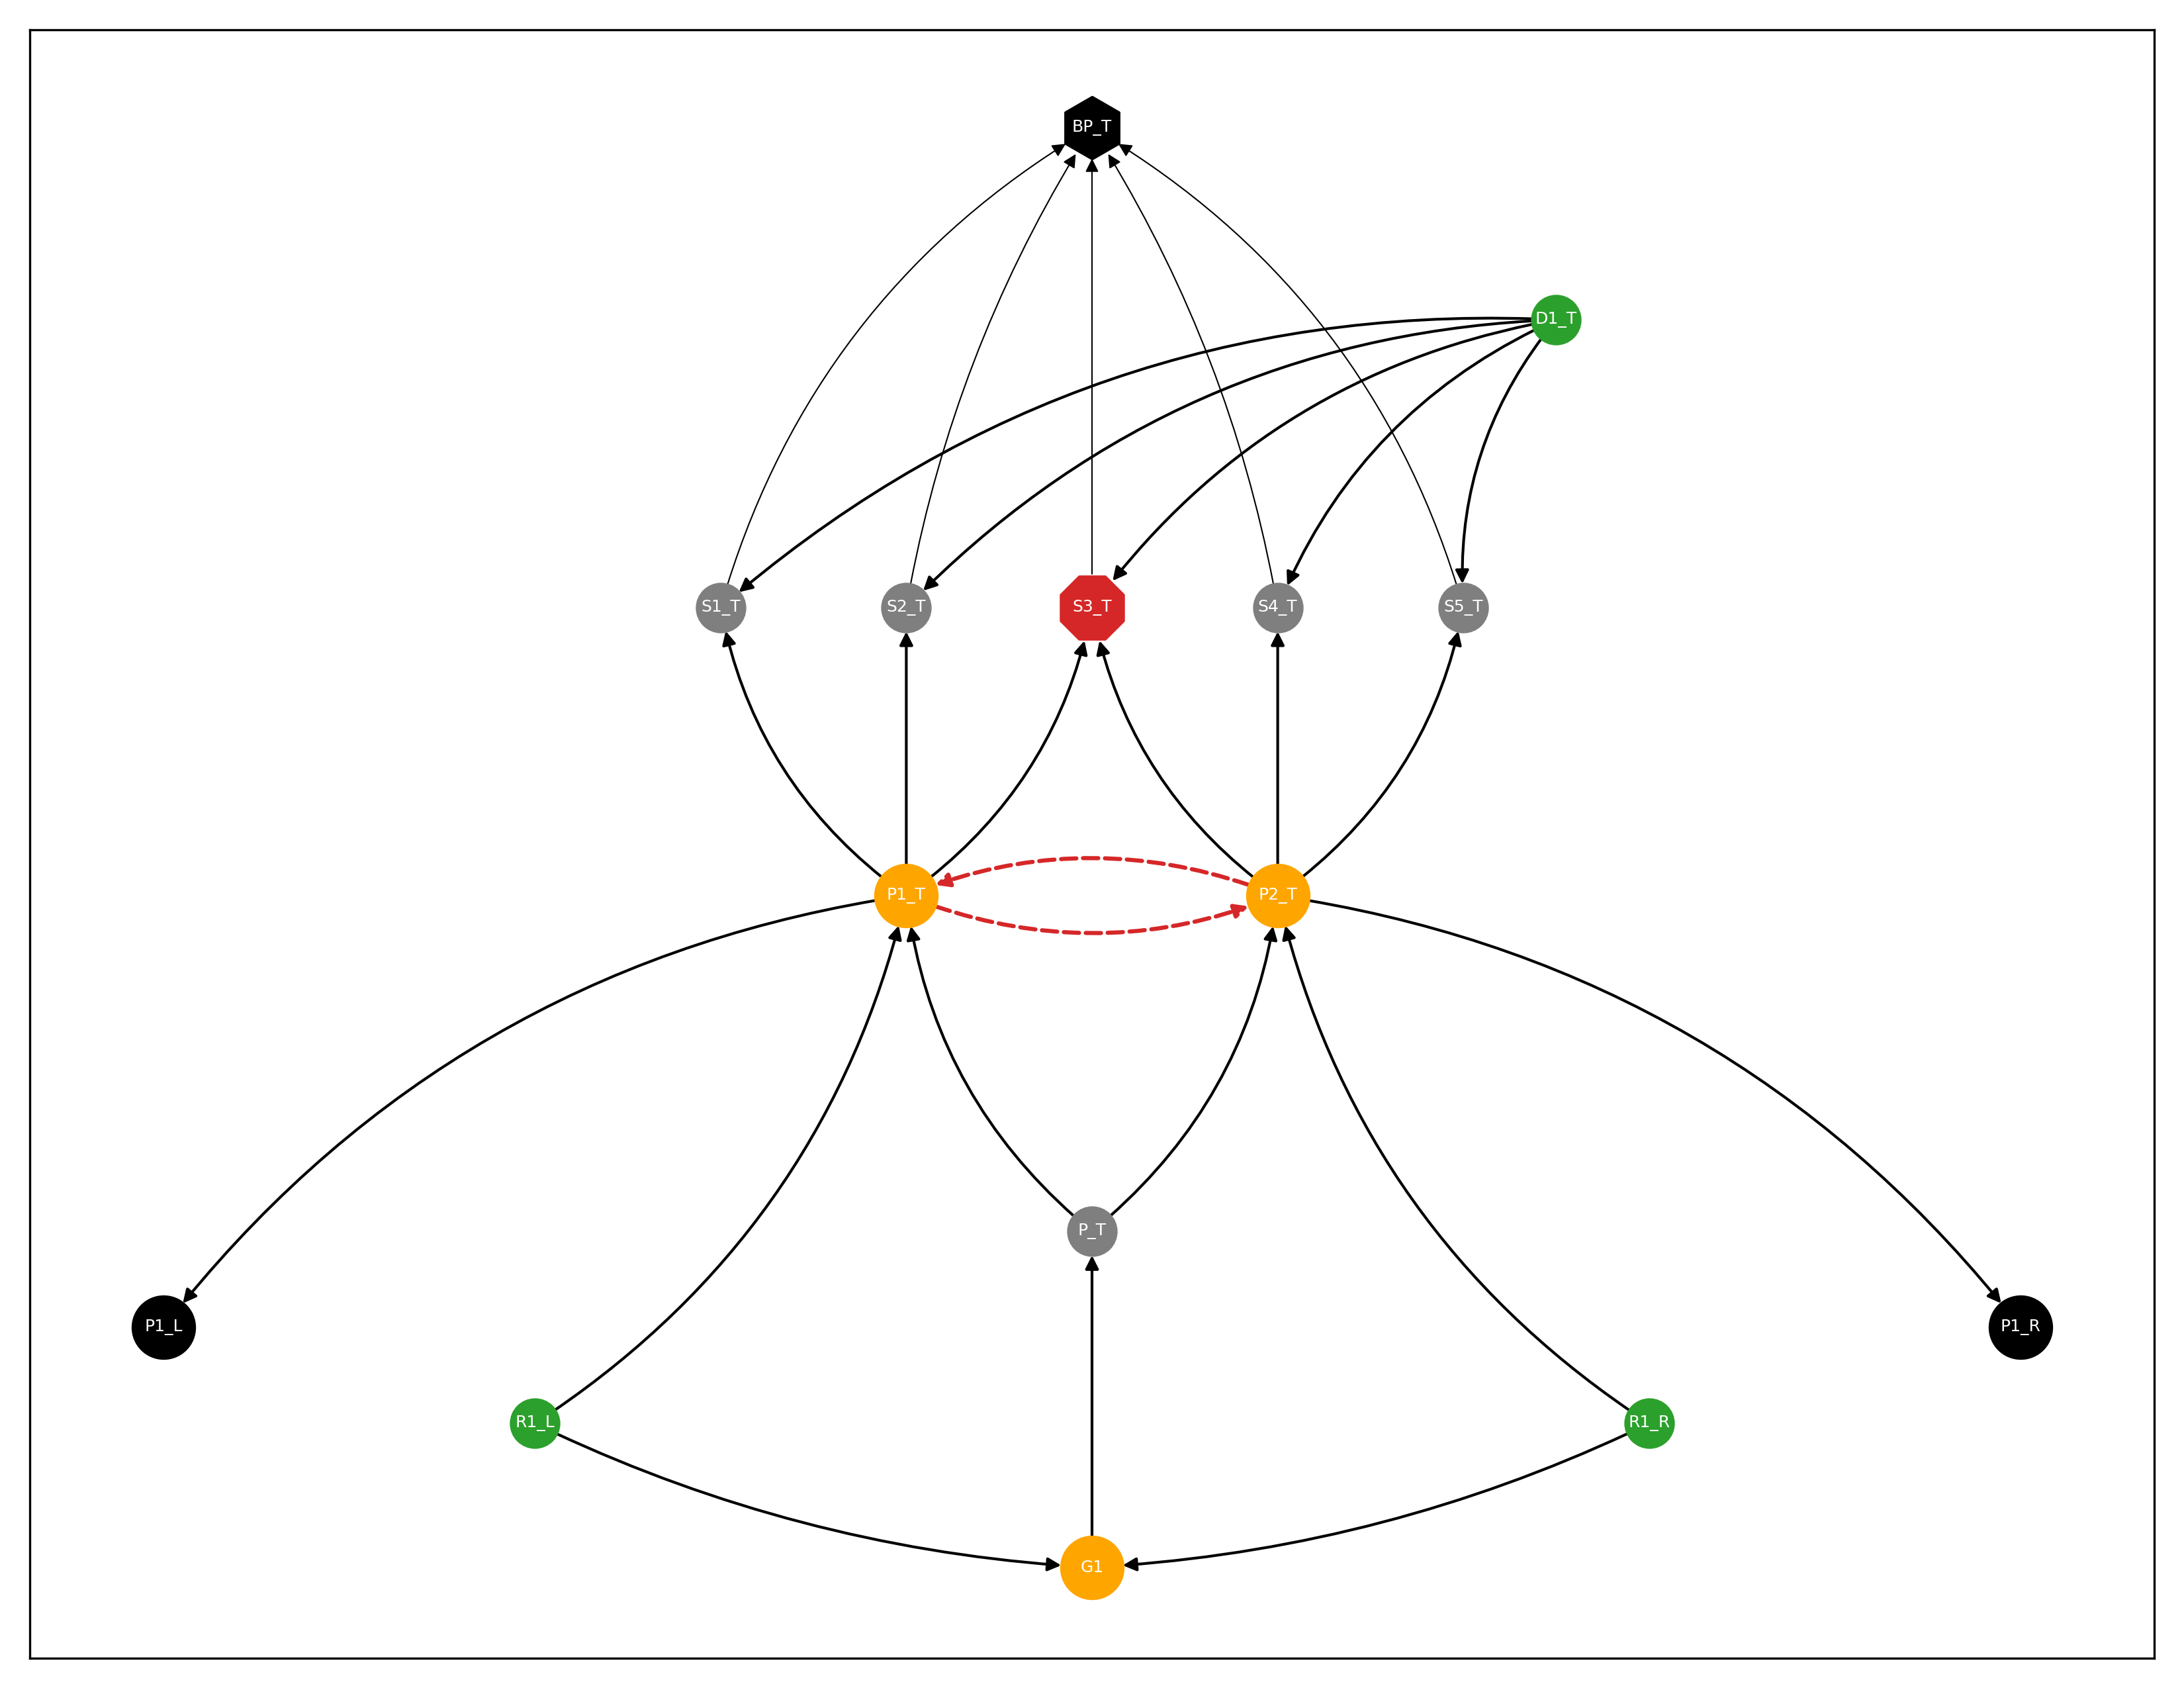 BP_T
D1_T
S1_T S2_T S3_T S4_T S5_T
P1_T P2_T
P_T
P1_L P1_R
R1_L R1_R
G1